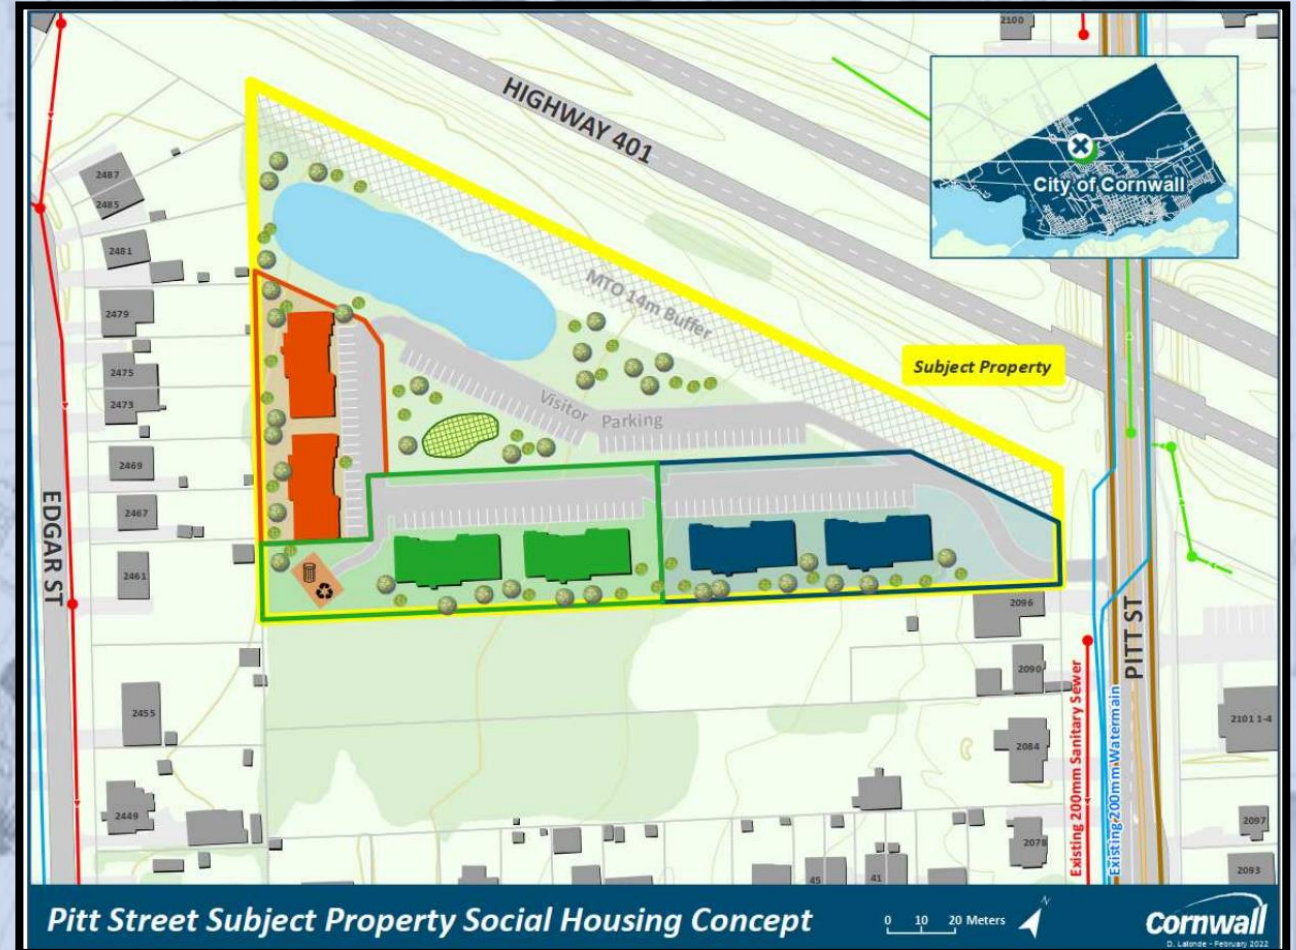 2100
HIGHWAY 401
City of Cornwall
2487
2485
2481
MTO 14m Buffer
2479
Subject Property
2475
2473
Visitor Parking
2469
2467
EDGAR ST
2461
2096
PITT ST
2090
Existing 200mm Sanitary Sewer
Existing 200mm Watermain
2455
2101 1-4
2084
2449
2097
2078
2093
45
41
Pitt Street Subject Property Social Housing Concept
0 10 20 Meters
Cornwall
D. Lalonde - February 2022